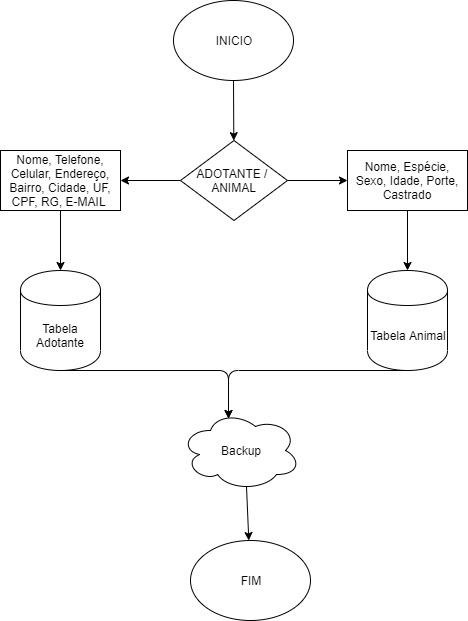 INICIO
ADOTANTE /
ANIMAL
Nome, Telefone,
Celular, Endereço,
Bairro, Cidade, UF,
CPF, RG, E-MAIL
Nome, Espécie,
Sexo, Idade, Porte,
Castrado
Tabela
Adotante
Tabela Animal
Backup
FIM